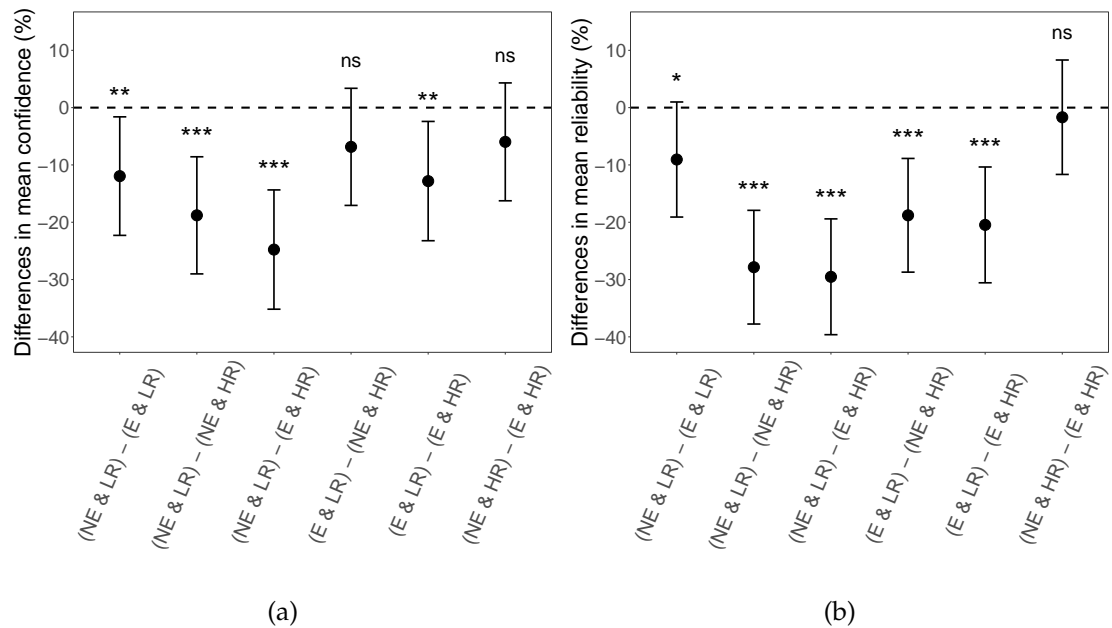 Differences in mean confidence (%)
10
0
−10
−20
−30
−40
**
***
***
ns
**
ns
(NE & LR) − (E & LR)
(NE & LR) − (NE & HR)
(NE & LR) − (E & HR)
(E & LR) − (NE & HR)
(E & LR) − (E & HR)
(NE & HR) − (E & HR)
(a)
Differences in mean reliability (%)
10
0
−10
−20
−30
−40
*
***
***
***
***
ns
(NE & LR) − (E & LR)
(NE & LR) − (NE & HR)
(NE & LR) − (E & HR)
(E & LR) − (NE & HR)
(E & LR) − (E & HR)
(NE & HR) − (E & HR)
(b)